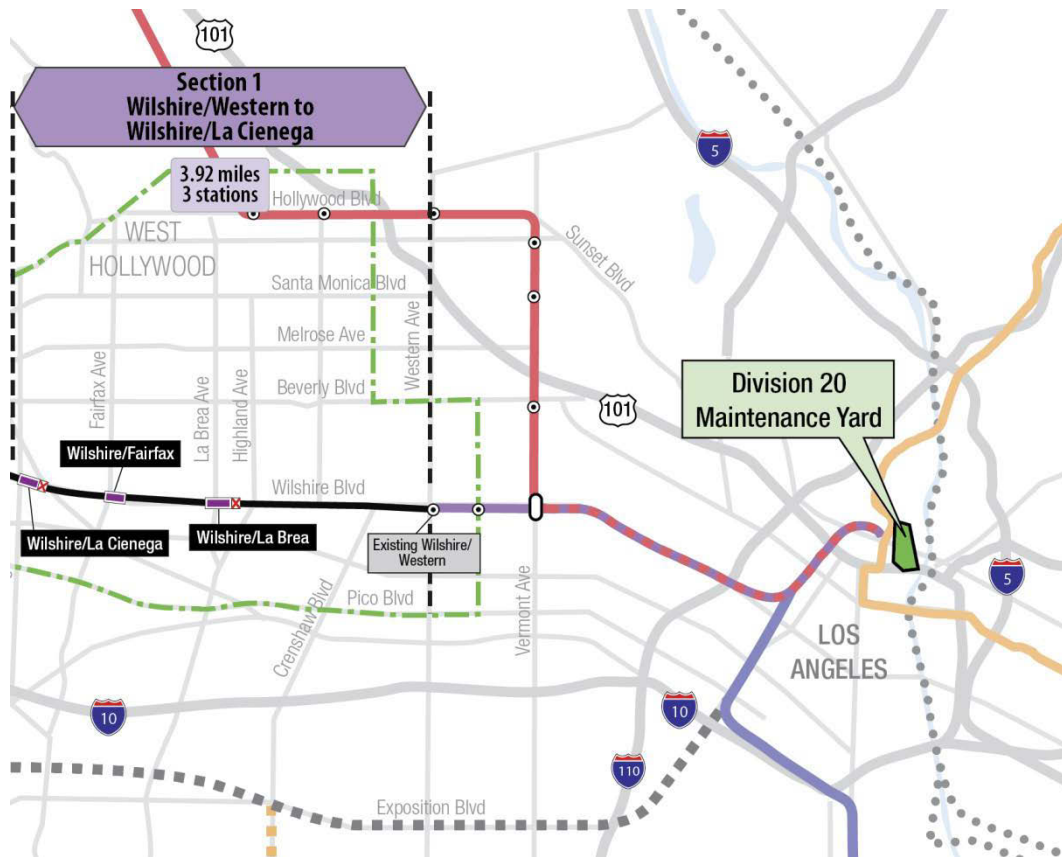 101
Section 1
Wilshire/Western to
Wilshire/La Cienega
5
3.92 miles
3 stations
Hollywood Blvd
WEST
HOLLYWOOD
Sunset Blvd
Santa Monica Blvd
Melrose Ave
Western Ave
Fairfax Ave
La Brea Ave
Highland Ave
Beverly Blvd
101
Division 20
Maintenance Yard
Wilshire/Fairfax
Wilshire Blvd
Wilshire/La Cienega
Wilshire/La Brea
Existing Wilshire/
Western
5
Pico Blvd
Crenshaw Blvd
Vermont Ave
LOS
ANGELES
10
10
110
Exposition Blvd